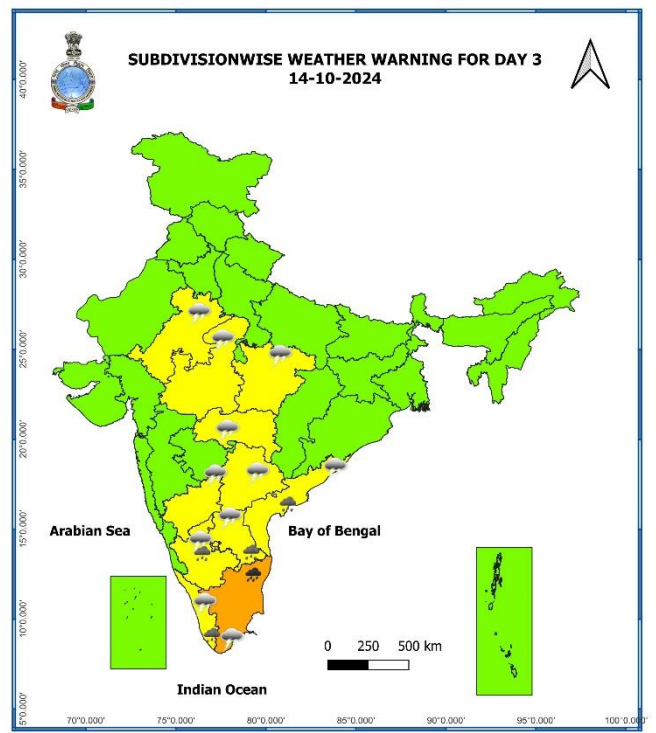 SUBDIVISIONWISE WEATHER WARNING FOR DAY 3
14-10-2024
40°0.000'
35°0.000'
30°0.000'
25°0.000'
20°0.000'
15°0.000'
10°0.000'
5°0.000'
Arabian Sea
Bay of Bengal
0 250 500 km
Indian Ocean
70°0.000' 75°0.000' 80°0.000' 85°0.000' 90°0.000' 95°0.000' 100°0.000'